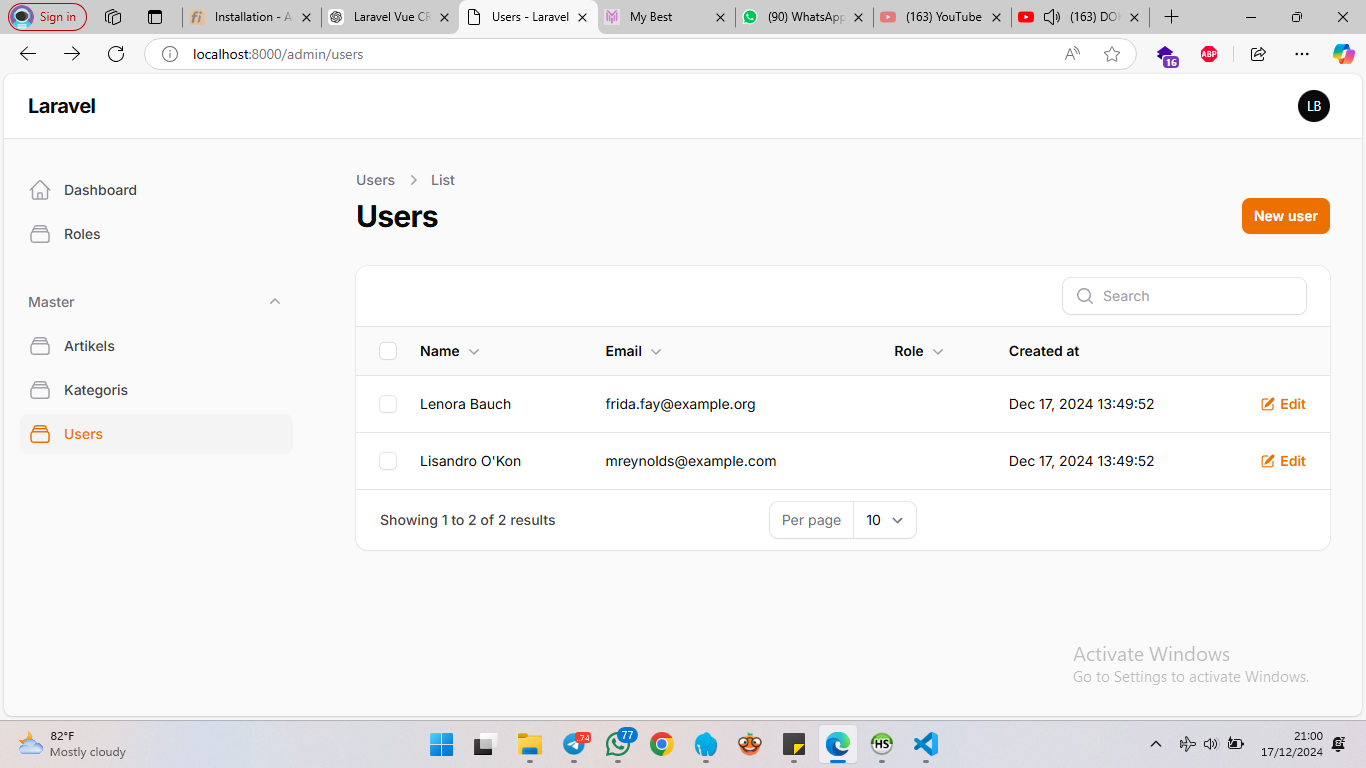 Sign in
Installation - A
Laravel Vue CR
Users - Laravel
My Best
(90) WhatsApp
(163) YouTube
(163) DO
localhost:8000/admin/users
16
ABP
Laravel
LB
Dashboard
Roles
Master
Artikels
Kategoris
Users
Users > List
Users
New user
Search
Name Email Role Created at
Lenora Bauch frida.fay@example.org Dec 17, 2024 13:49:52 Edit
Lisandro O'Kon mreynolds@example.com Dec 17, 2024 13:49:52 Edit
Showing 1 to 2 of 2 results
Per page 10
Activate Windows
Go to Settings to activate Windows.
82°F
Mostly cloudy
74
77
HS
21:00
17/12/2024